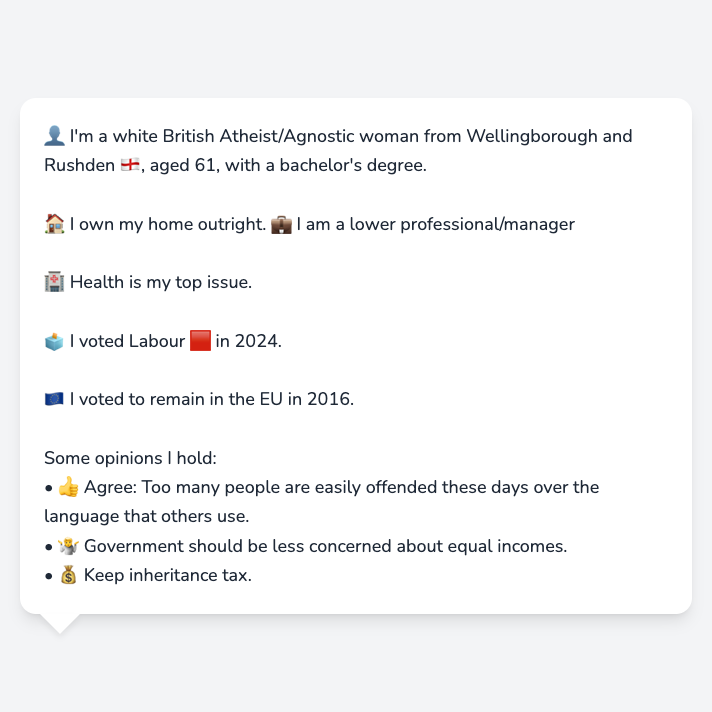 👤 I'm a white British Atheist/Agnostic woman from Wellingborough and
Rushden 🏴󠁧󠁢󠁥󠁮󠁧󠁿, aged 61, with a bachelor's degree.
🏠 I own my home outright. 💼 I am a lower professional/manager
🏥 Health is my top issue.
🗳️ I voted Labour 🟥 in 2024.
🇪🇺 I voted to remain in the EU in 2016.
Some opinions I hold:
• 👍 Agree: Too many people are easily offended these days over the
language that others use.
• 🤷 Government should be less concerned about equal incomes.
• 💰 Keep inheritance tax.